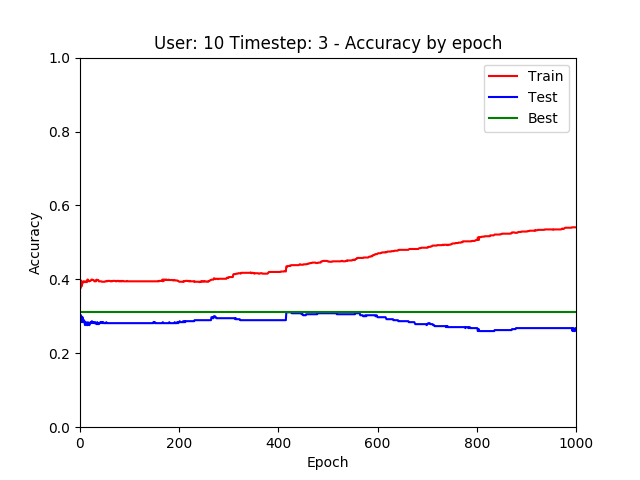 User: 10 Timestep: 3 - Accuracy by epoch
1.0
0.8
0.6
0.4
0.2
0.0
Accuracy
Train
Test
Best
0 200 400 600 800 1000
Epoch